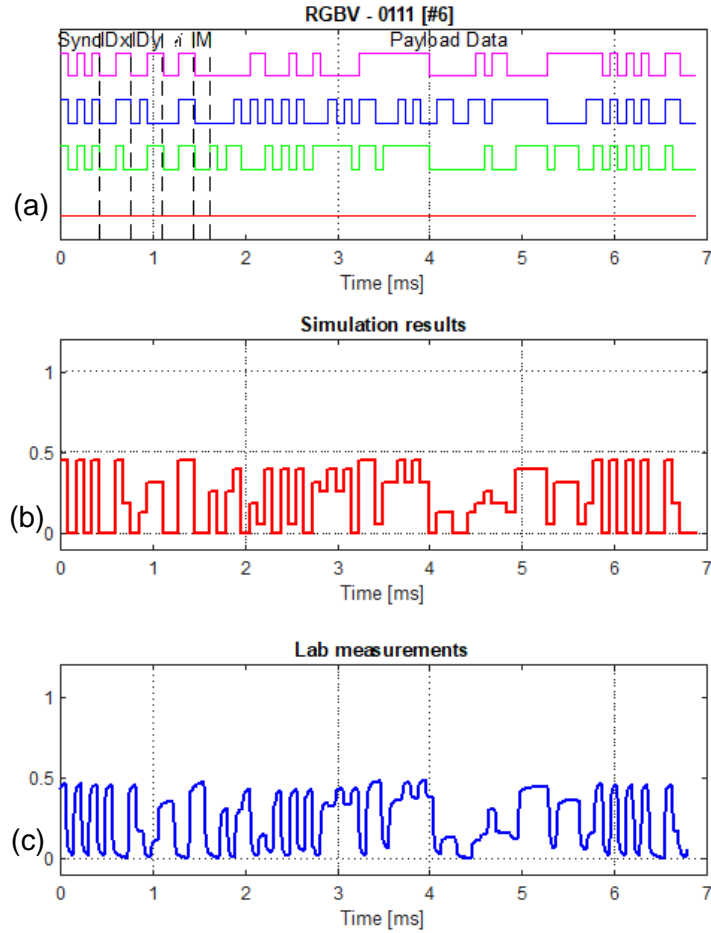 RGBV - 0111 [#6]
Sync IDx IDy IM Payload Data
(a)
0 1 2 3 4 5 6 7
Time [ms]
Simulation results
1
0.5
0
(b)
0 1 2 3 4 5 6 7
Time [ms]
Lab measurements
1
0.5
0
(c)
0 1 2 3 4 5 6 7
Time [ms]